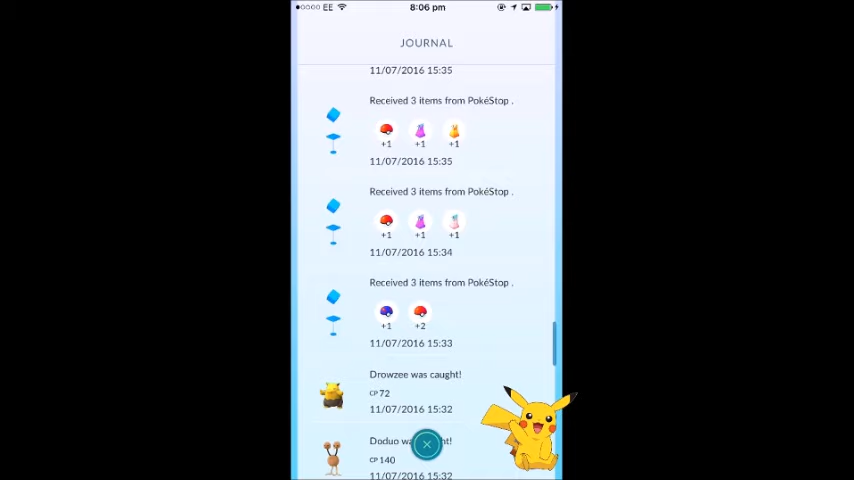 EE 8:06 pm
JOURNAL
11/07/2016 15:35
Received 3 items from PokéStop .
+1 +1 +1
11/07/2016 15:35
Received 3 items from PokéStop .
+1 +1 +1
11/07/2016 15:34
Received 3 items from PokéStop .
+1 +2
11/07/2016 15:33
Drowzee was caught!
CP 72
11/07/2016 15:32
Doduo
CP 140
11/07/2016 15:32